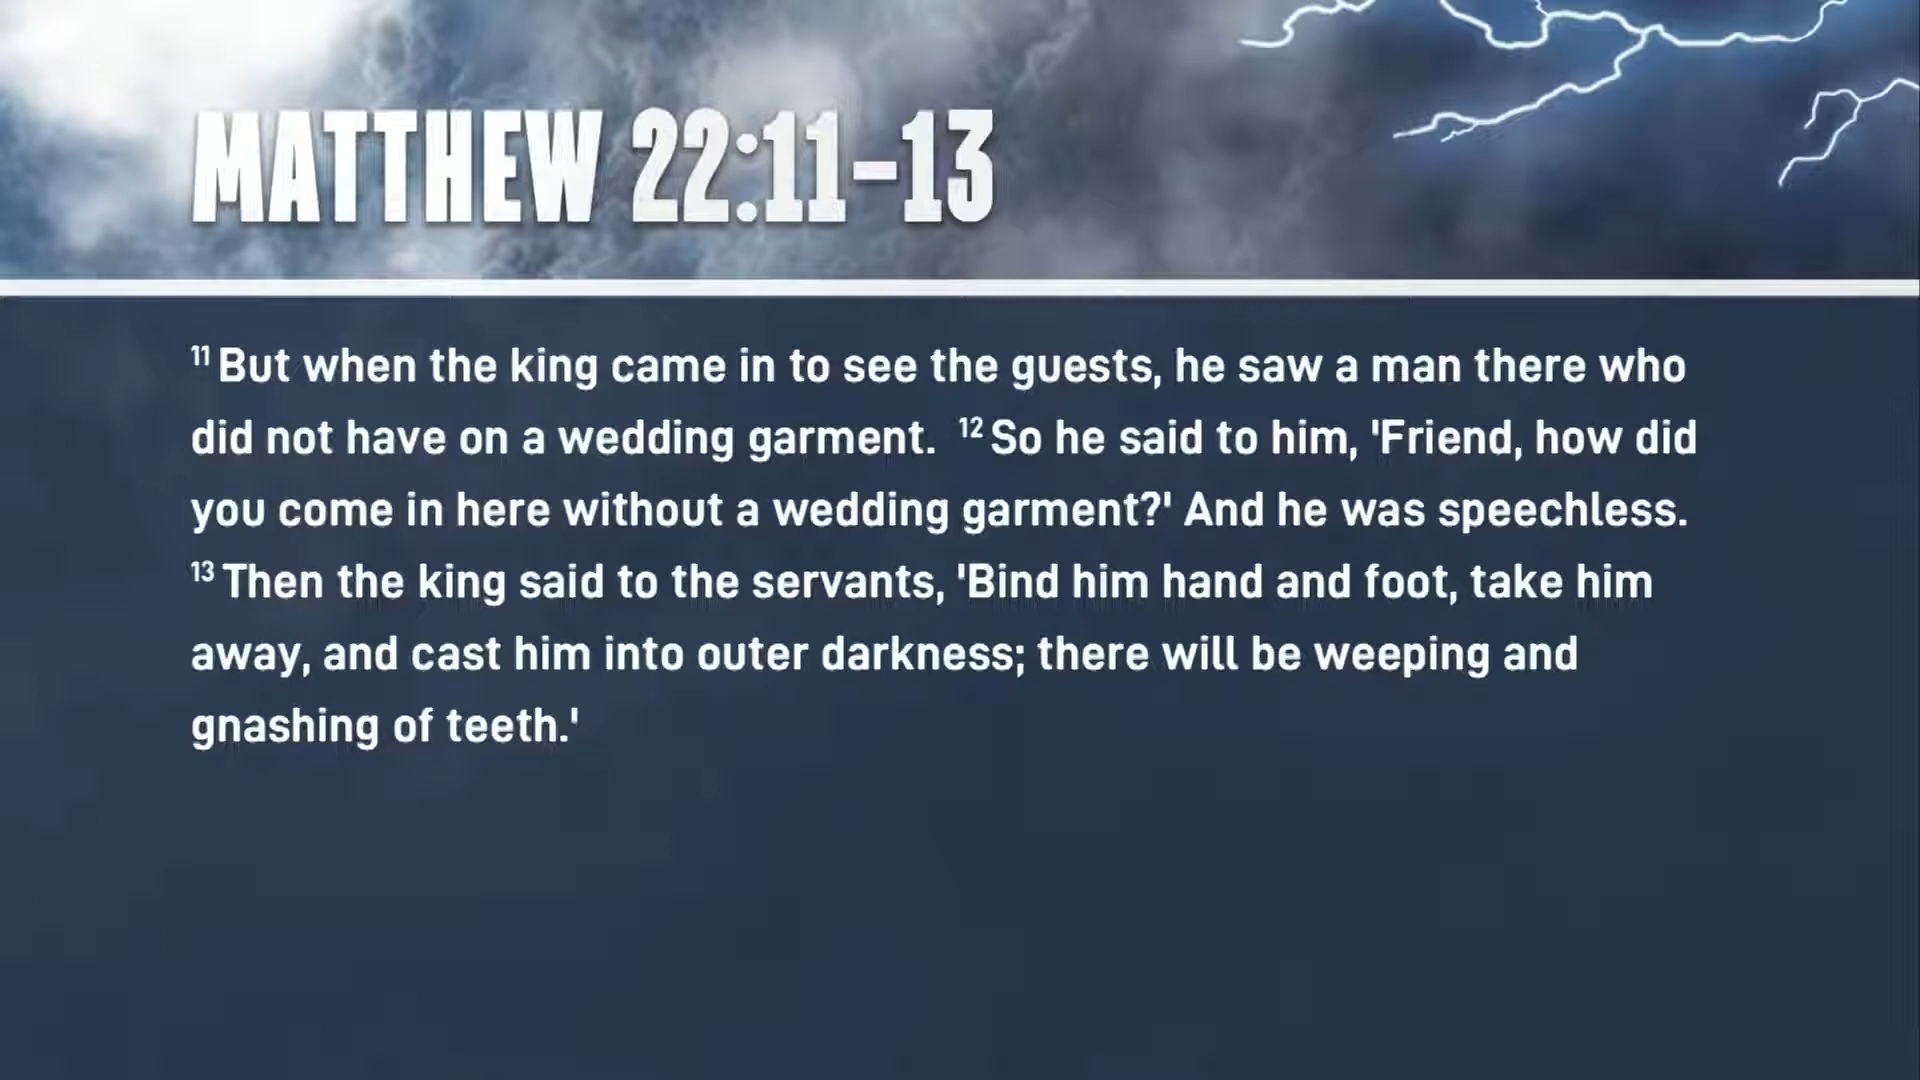 MATTHEW 22:11–13
11 But when the king came in to see the guests, he saw a man there who
did not have on a wedding garment. 12 So he said to him, 'Friend, how did
you come in here without a wedding garment?' And he was speechless.
13 Then the king said to the servants, 'Bind him hand and foot, take him
away, and cast him into outer darkness; there will be weeping and
gnashing of teeth.'